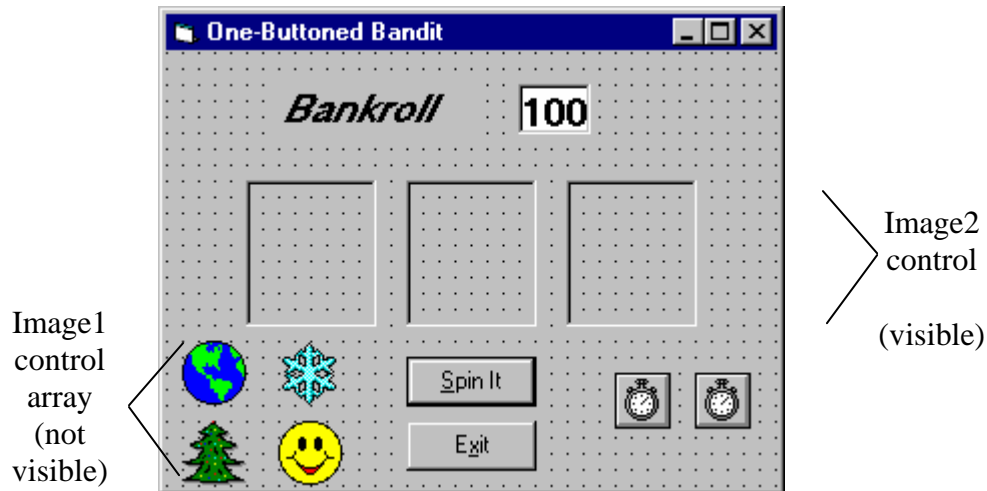 One-Buttoned Bandit
Bankroll 100
Image2
control
(visible)
Image1
control
array
(not
visible)
Spin It
Exit